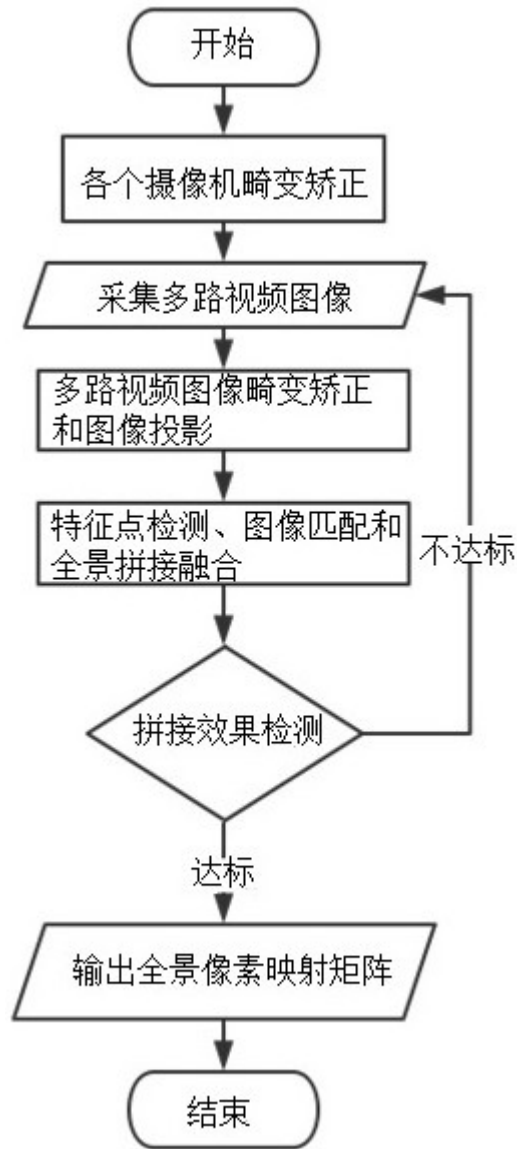 开始
各个摄像机畸变矫正
采集多路视频图像
多路视频图像畸变矫正
和图像投影
特征点检测、图像匹配和
全景拼接融合
不达标
拼接效果检测
达标
输出全景像素映射矩阵
结束